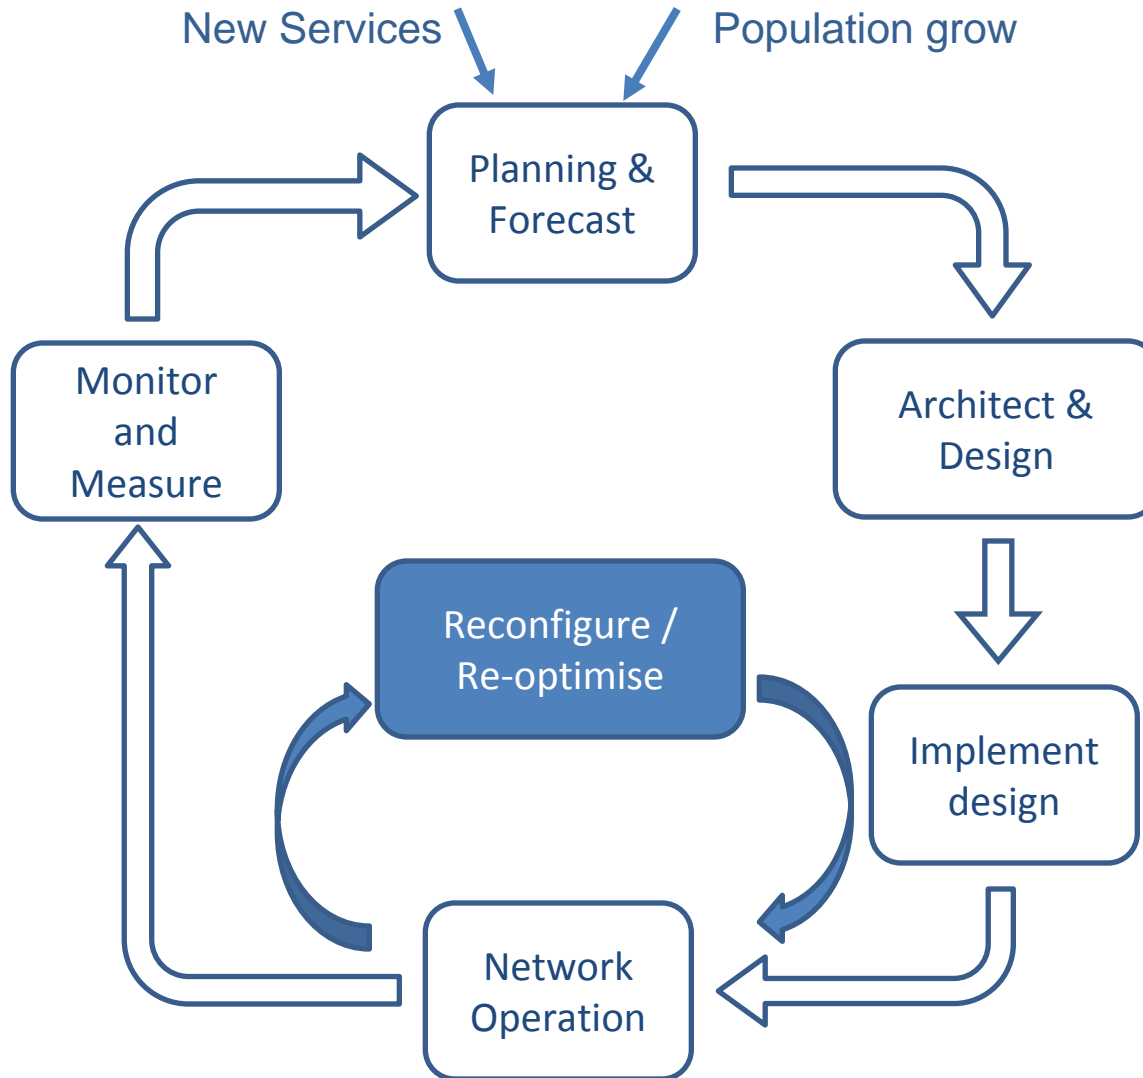 New Services
Population grow
Planning &
Forecast
Monitor
and
Measure
Architect &
Design
Reconfigure /
Re-optimise
Implement
design
Network
Operation